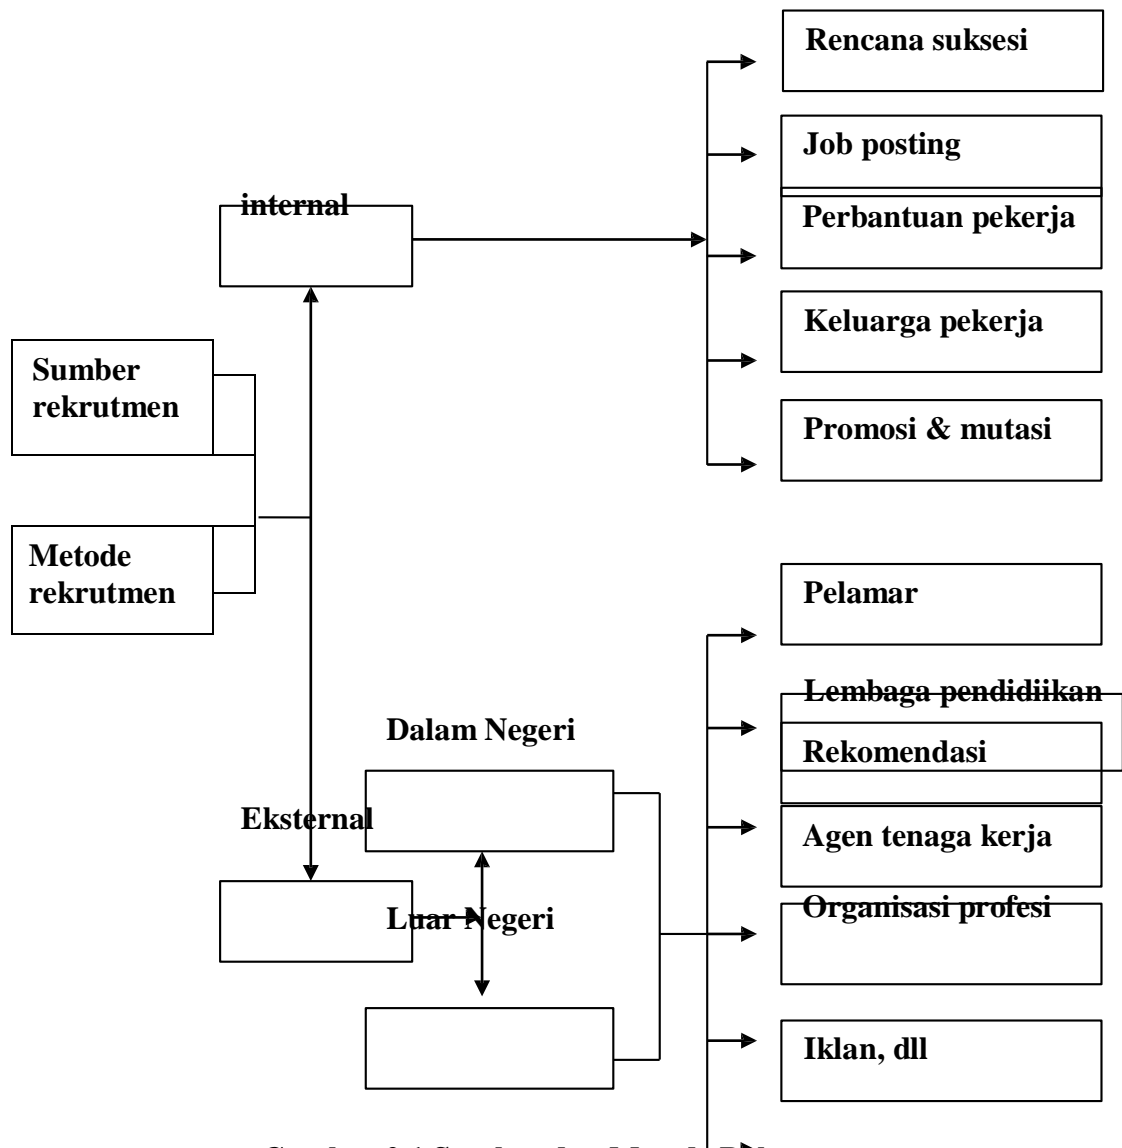 Rencana suksesi
Job posting
internal
Perbantuan pekerja
Keluarga pekerja
Sumber
rekrutmen
Promosi & mutasi
Metode
rekrutmen
Pelamar
Lembaga pendidiikan
Dalam Negeri
Rekomendasi
Eksternal
Agen tenaga kerja
Luar Negeri
Organisasi profesi
Iklan, dll